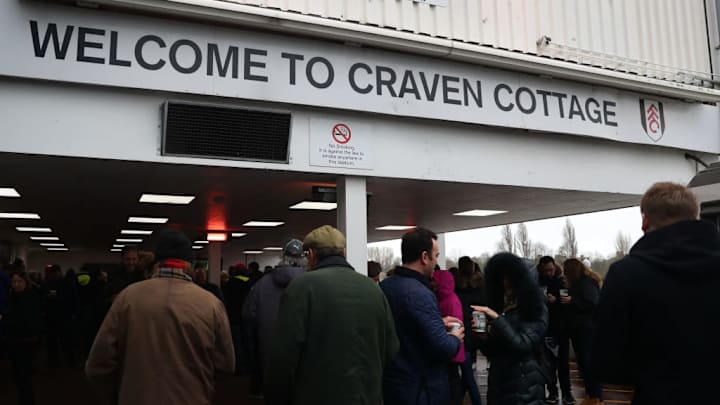 WELCOME TO CRAVEN COTTAGE
No Smoking
It is against the law to
smoke anywhere in
this stadium